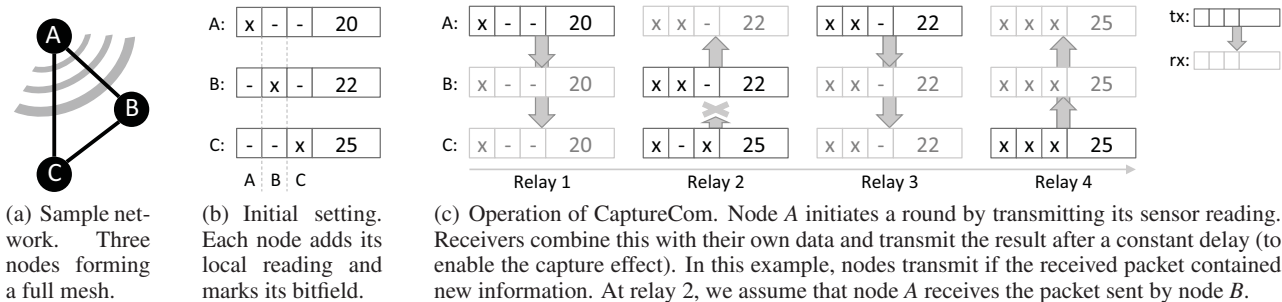 A
B
C
A: x - - 20
B: - x - 22
C: - - x 25
A B C
A: x - - 20
B: x - - 20
C: x - - 20
Relay 1
x x - 22
x x - 22
x - x 25
Relay 2
x x - 22
x x - 22
x x - 22
Relay 3
x x x 25
x x x 25
x x x 25
Relay 4
tx:
rx:
(a) Sample net-
work. Three
nodes forming
a full mesh.
(b) Initial setting.
Each node adds its
local reading and
marks its bitfield.
(c) Operation of CaptureCom. Node A initiates a round by transmitting its sensor reading.
Receivers combine this with their own data and transmit the result after a constant delay (to
enable the capture effect). In this example, nodes transmit if the received packet contained
new information. At relay 2, we assume that node A receives the packet sent by node B.